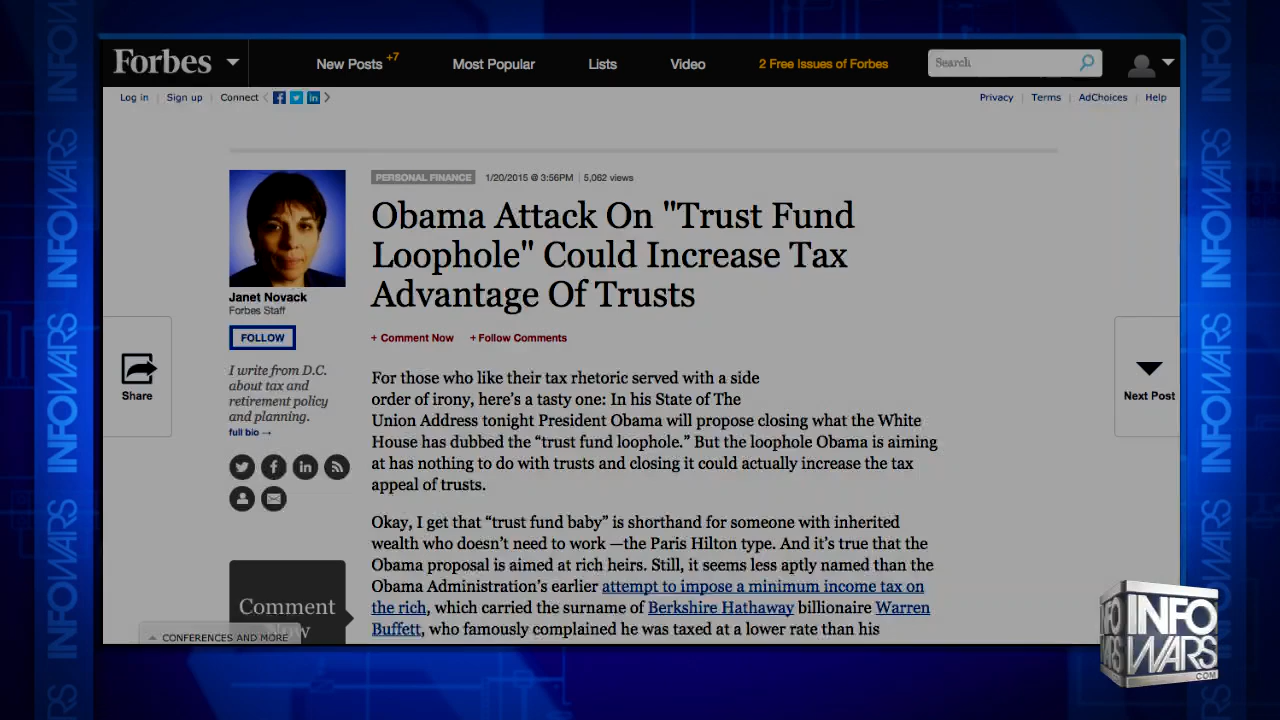 Forbes
New Posts +7
Most Popular
Lists
Video
2 Free Issues of Forbes
Search
Log in
Sign up
Connect
Privacy
Terms
AdChoices
Help
PERSONAL FINANCE 1/20/2015 @ 3:56PM 5,062 views
Obama Attack On "Trust Fund
Loophole" Could Increase Tax
Advantage Of Trusts
Janet Novack
Forbes Staff
FOLLOW
I write from D.C.
about tax and
retirement policy
and planning.
full bio →
+ Comment Now + Follow Comments
For those who like their tax rhetoric served with a side
order of irony, here's a tasty one: In his State of The
Union Address tonight President Obama will propose closing what the White
House has dubbed the “trust fund loophole.” But the loophole Obama is aiming
at has nothing to do with trusts and closing it could actually increase the tax
appeal of trusts.
Okay, I get that “trust fund baby” is shorthand for someone with inherited
wealth who doesn’t need to work —the Paris Hilton type. And it’s true that the
Obama proposal is aimed at rich heirs. Still, it seems less aptly named than the
Obama Administration’s earlier attempt to impose a minimum income tax on
the rich, which carried the surname of Berkshire Hathaway billionaire Warren
Buffett, who famously complained he was taxed at a lower rate than his
Share
Next Post
Comment
Now
CONFERENCES AND MORE
INFOWARS
INFOWARS
INFOWARS
INFOWARS
INFOWARS
INFOWARS
INFOWARS
INFOWARS
INFO
WARS
.COM